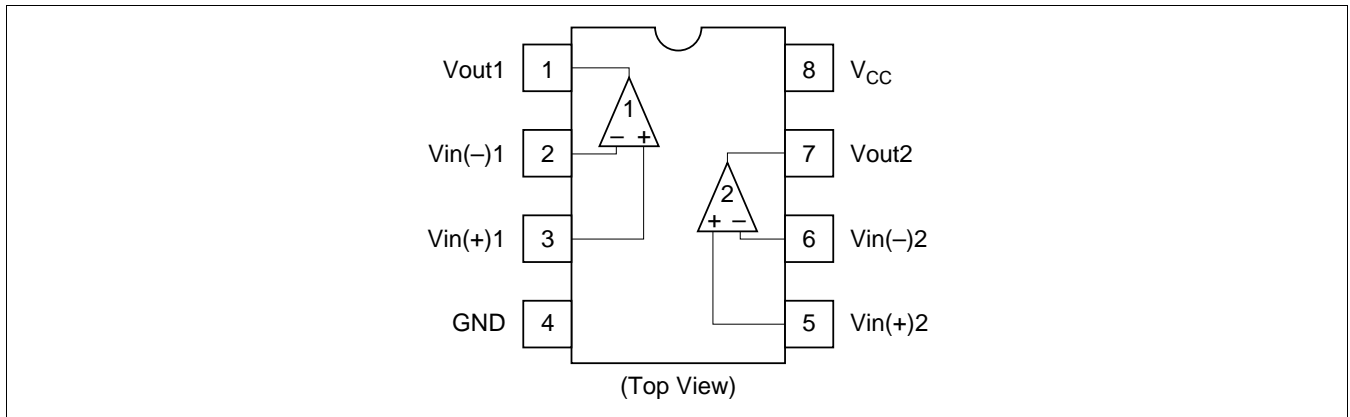 Vout1 1 8 V_CC
1
– +
Vin(–)1 2 7 Vout2
2
+ –
Vin(+)1 3 6 Vin(–)2
GND 4 5 Vin(+)2
(Top View)